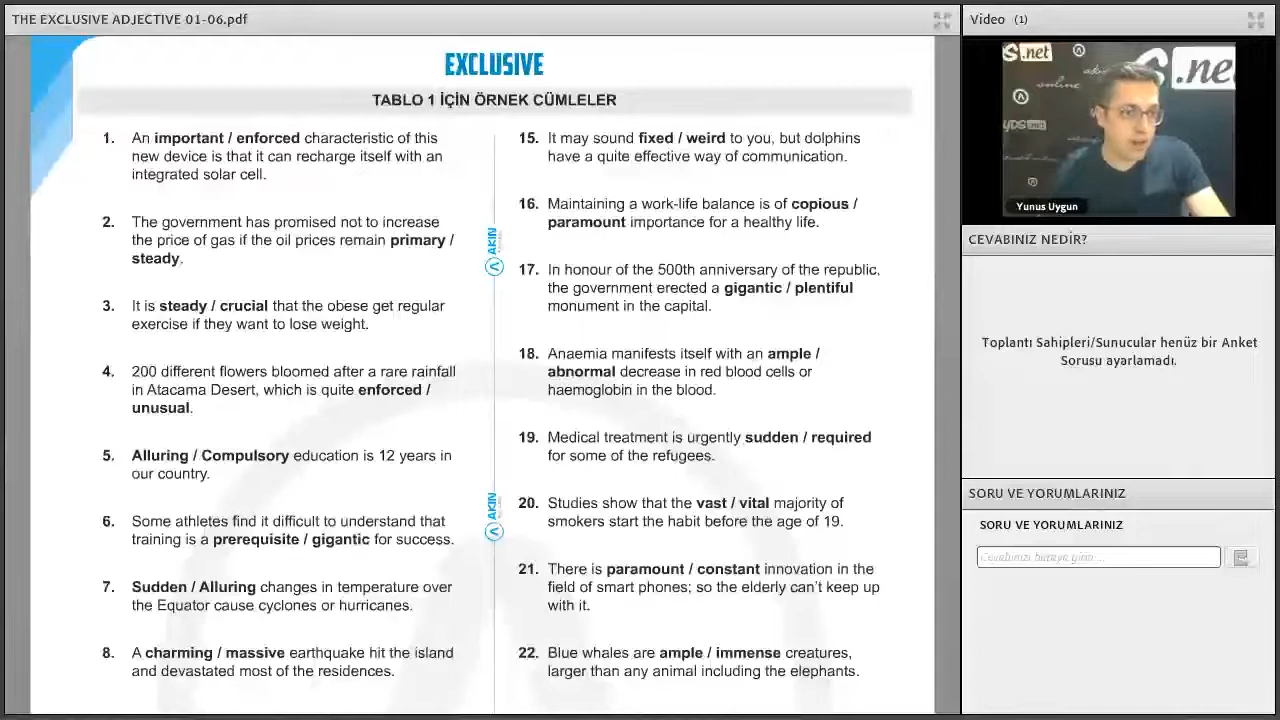 THE EXCLUSIVE ADJECTIVE 01-06.pdf
EXCLUSIVE
TABLO 1 İÇİN ÖRNEK CÜMLELER
1. An important / enforced characteristic of this
new device is that it can recharge itself with an
integrated solar cell.
2. The government has promised not to increase
the price of gas if the oil prices remain primary /
steady.
3. It is steady / crucial that the obese get regular
exercise if they want to lose weight.
4. 200 different flowers bloomed after a rare rainfall
in Atacama Desert, which is quite enforced /
unusual.
5. Alluring / Compulsory education is 12 years in
our country.
6. Some athletes find it difficult to understand that
training is a prerequisite / gigantic for success.
7. Sudden / Alluring changes in temperature over
the Equator cause cyclones or hurricanes.
8. A charming / massive earthquake hit the island
and devastated most of the residences.
AKIN
AKIN
15. It may sound fixed / weird to you, but dolphins
have a quite effective way of communication.
16. Maintaining a work-life balance is of copious /
paramount importance for a healthy life.
17. In honour of the 500th anniversary of the republic,
the government erected a gigantic / plentiful
monument in the capital.
18. Anaemia manifests itself with an ample /
abnormal decrease in red blood cells or
haemoglobin in the blood.
19. Medical treatment is urgently sudden / required
for some of the refugees.
20. Studies show that the vast / vital majority of
smokers start the habit before the age of 19.
21. There is paramount / constant innovation in the
field of smart phones; so the elderly can't keep up
with it.
22. Blue whales are ample / immense creatures,
larger than any animal including the elephants.
Video (1)
S.net
online
S.net
YDS.net
Yunus Uygun
CEVABINIZ NEDİR?
Toplantı Sahipleri/Sunucular henüz bir Anket
Sorusu ayarlamadı.
SORU VE YORUMLARINIZ
SORU VE YORUMLARINIZ
Cevabınızı buraya girin ...